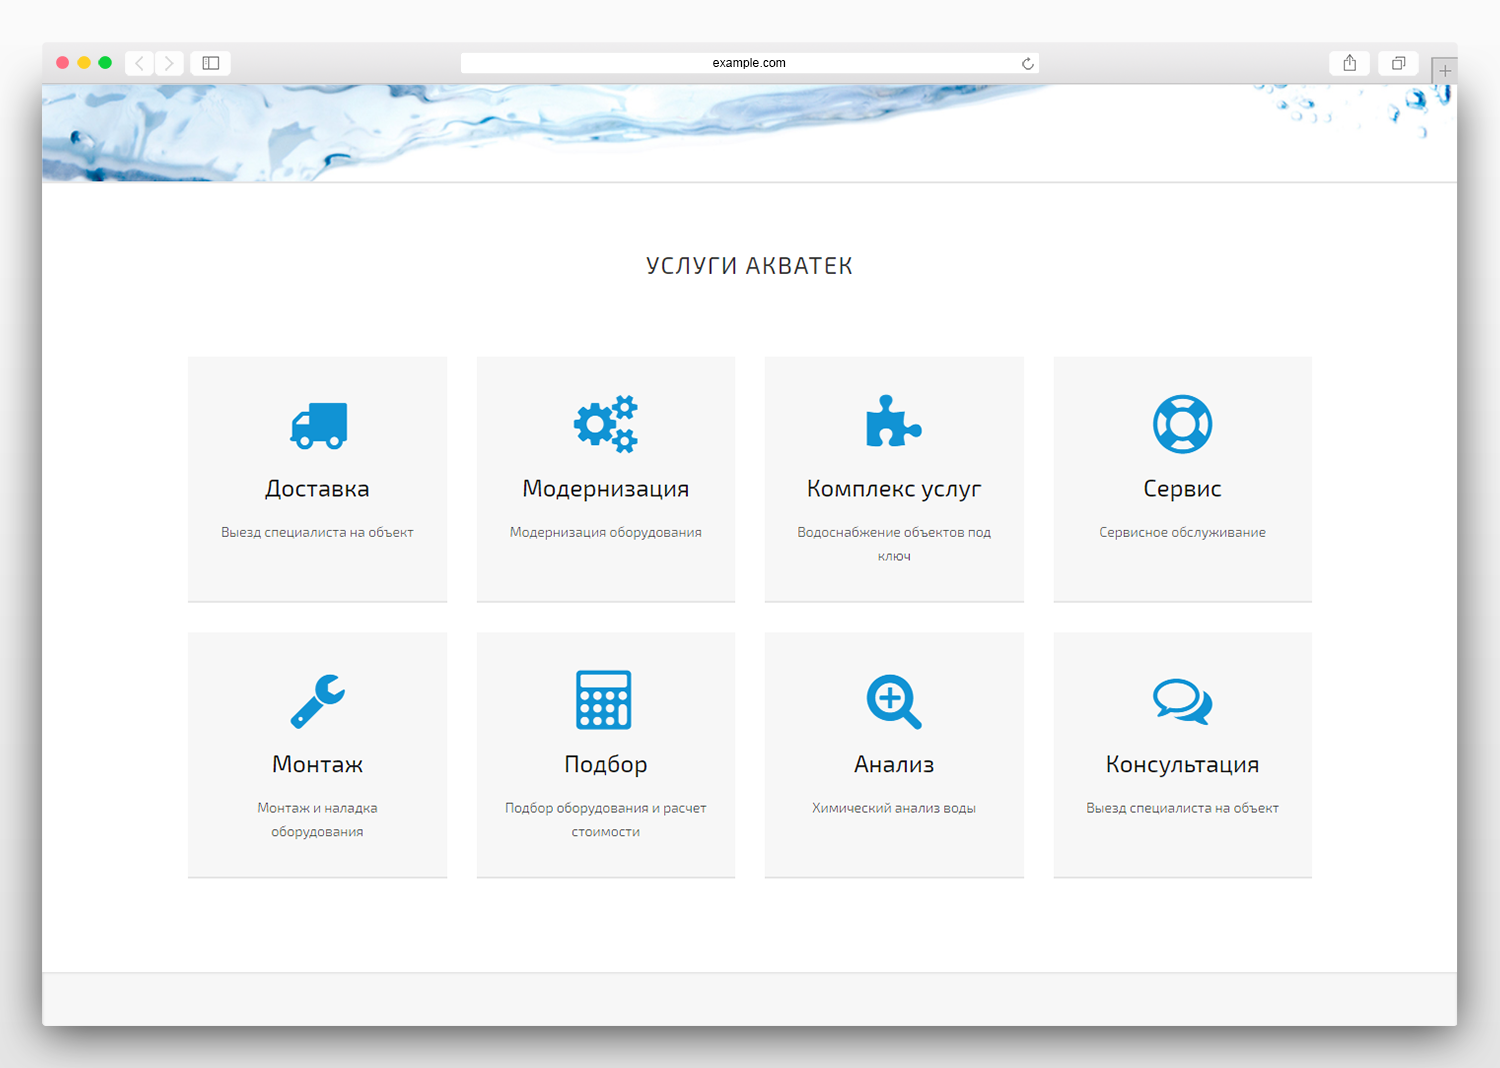 example.com
УСЛУГИ АКВАТЕК
Доставка
Выезд специалиста на объект
Модернизация
Модернизация оборудования
Комплекс услуг
Водоснабжение объектов под
ключ
Сервис
Сервисное обслуживание
Монтаж
Монтаж и наладка
оборудования
Подбор
Подбор оборудования и расчет
стоимости
Анализ
Химический анализ воды
Консультация
Выезд специалиста на объект